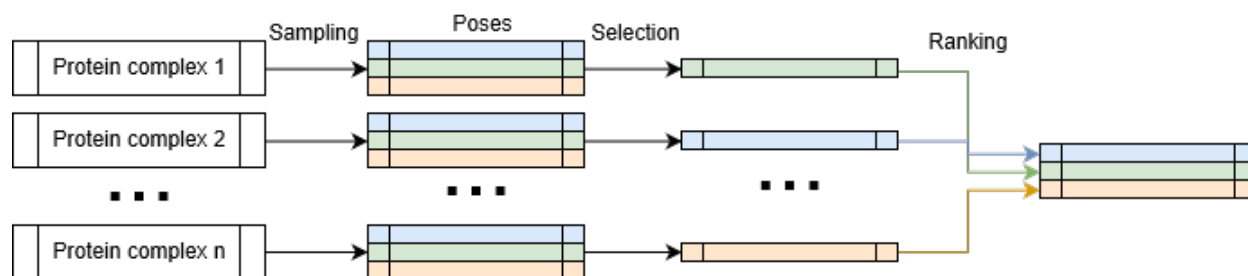 Sampling
Poses
Selection
Ranking
Protein complex 1
Protein complex 2
Protein complex n